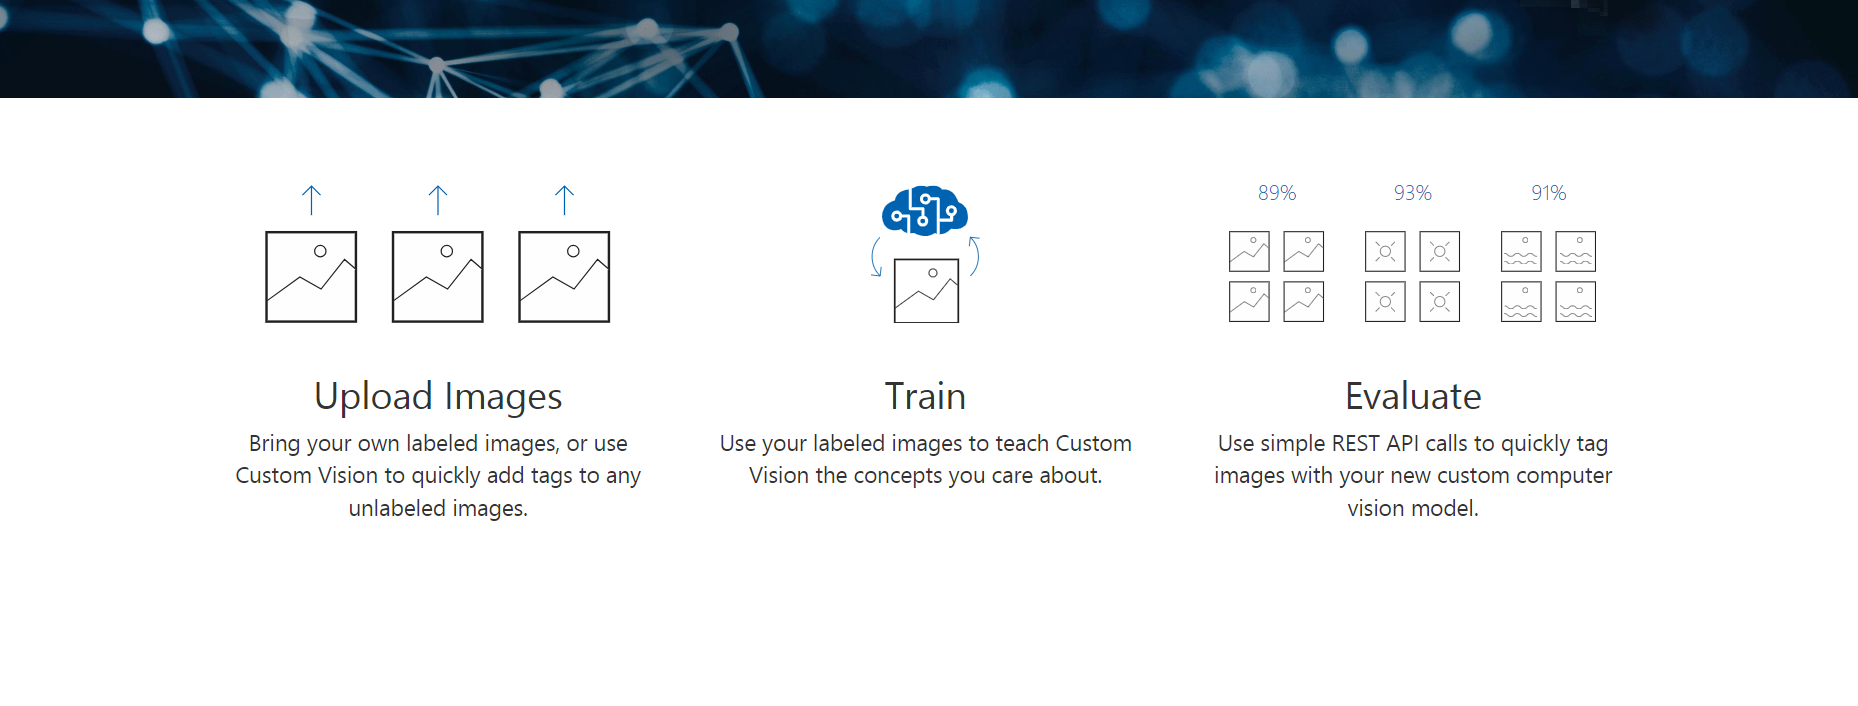 89%
93%
91%
Upload Images
Bring your own labeled images, or use
Custom Vision to quickly add tags to any
unlabeled images.
Train
Use your labeled images to teach Custom
Vision the concepts you care about.
Evaluate
Use simple REST API calls to quickly tag
images with your new custom computer
vision model.